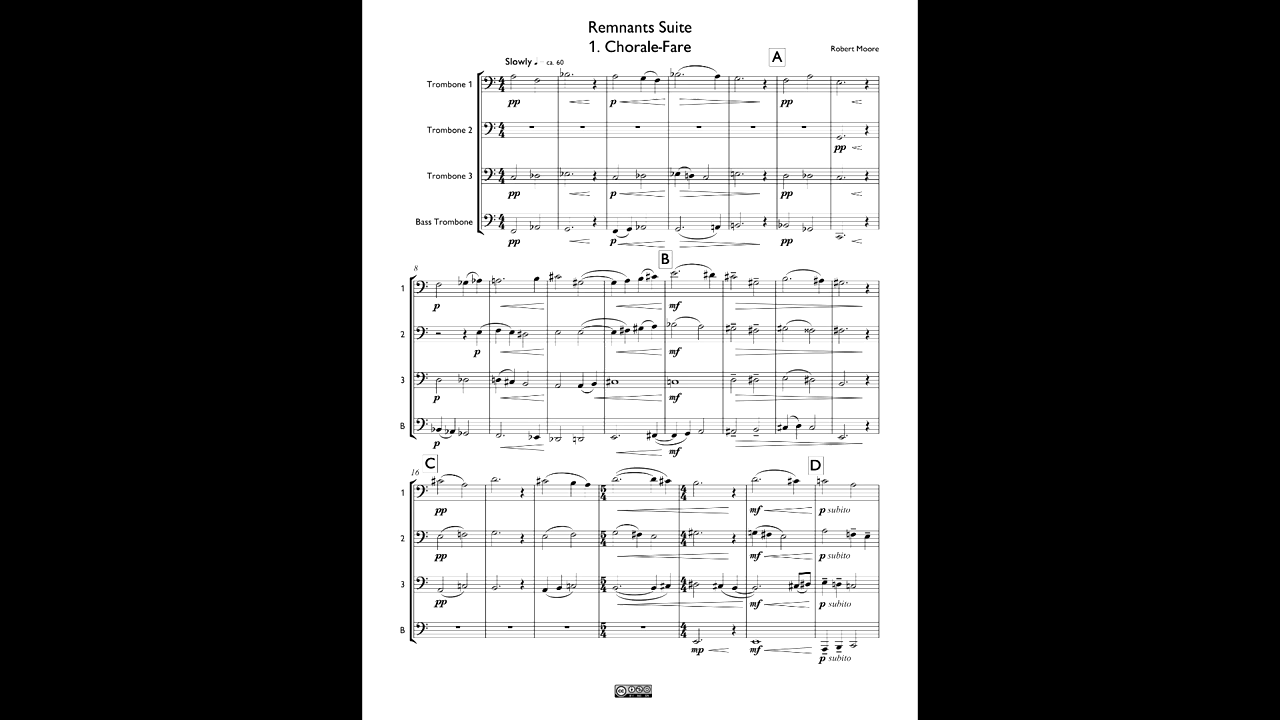 Remnants Suite
1. Chorale-Fare
Robert Moore
Slowly ♩ = ca. 60
A
Trombone 1
pp p pp
Trombone 2
pp
Trombone 3
pp p pp
Bass Trombone
pp p pp
8
B
1
p mf
2
p mf
3
p mf
B
p mf
16
C
D
1
pp mf p subito
2
pp mf p subito
3
pp mf p subito
B
mp mf p subito